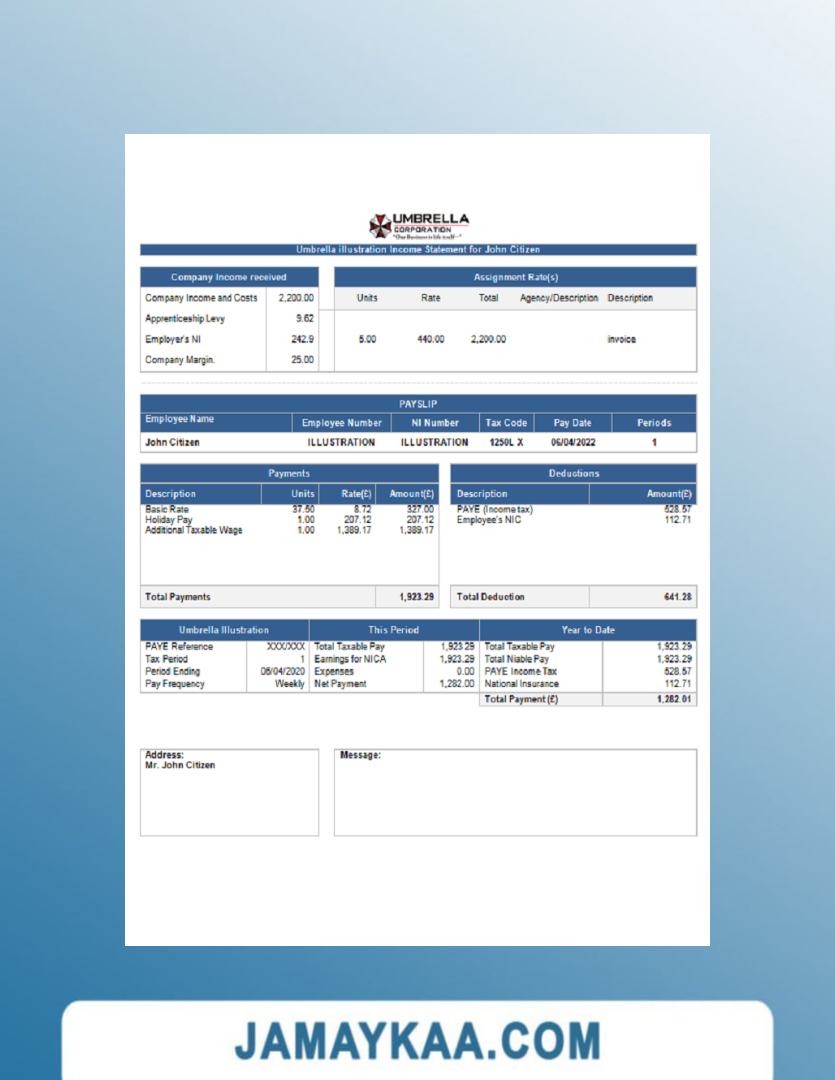 UMBRELLA
CORPORATION
"Our Business is life itself..."
Umbrella illustration Income Statement for John Citizen
Company Income received
Company Income and Costs 2,200.00
Apprenticeship Levy 9.62
Employer's NI 242.9
Company Margin. 25.00
Assignment Rate(s)
Units Rate Total Agency/Description Description
5.00 440.00 2,200.00 invoice
PAYSLIP
Employee Name Employee Number NI Number Tax Code Pay Date Periods
John Citizen ILLUSTRATION ILLUSTRATION 1250L X 06/04/2022 1
Payments
Description Units Rate(£) Amount(£)
Basic Rate 37.50 8.72 327.00
Holiday Pay 1.00 207.12 207.12
Additional Taxable Wage 1.00 1,389.17 1,389.17
Total Payments 1,923.29
Deductions
Description Amount(£)
PAYE (Income tax) 528.57
Employee's NIC 112.71
Total Deduction 641.28
Umbrella Illustration
PAYE Reference XXX/XXX
Tax Period 1
Period Ending 06/04/2020
Pay Frequency Weekly
This Period
Total Taxable Pay 1,923.29
Earnings for NICA 1,923.29
Expenses 0.00
Net Payment 1,282.00
Year to Date
Total Taxable Pay 1,923.29
Total Niable Pay 1,923.29
PAYE Income Tax 528.57
National Insurance 112.71
Total Payment (£) 1,282.01
Address:
Mr. John Citizen
Message:
JAMAYKAA.COM